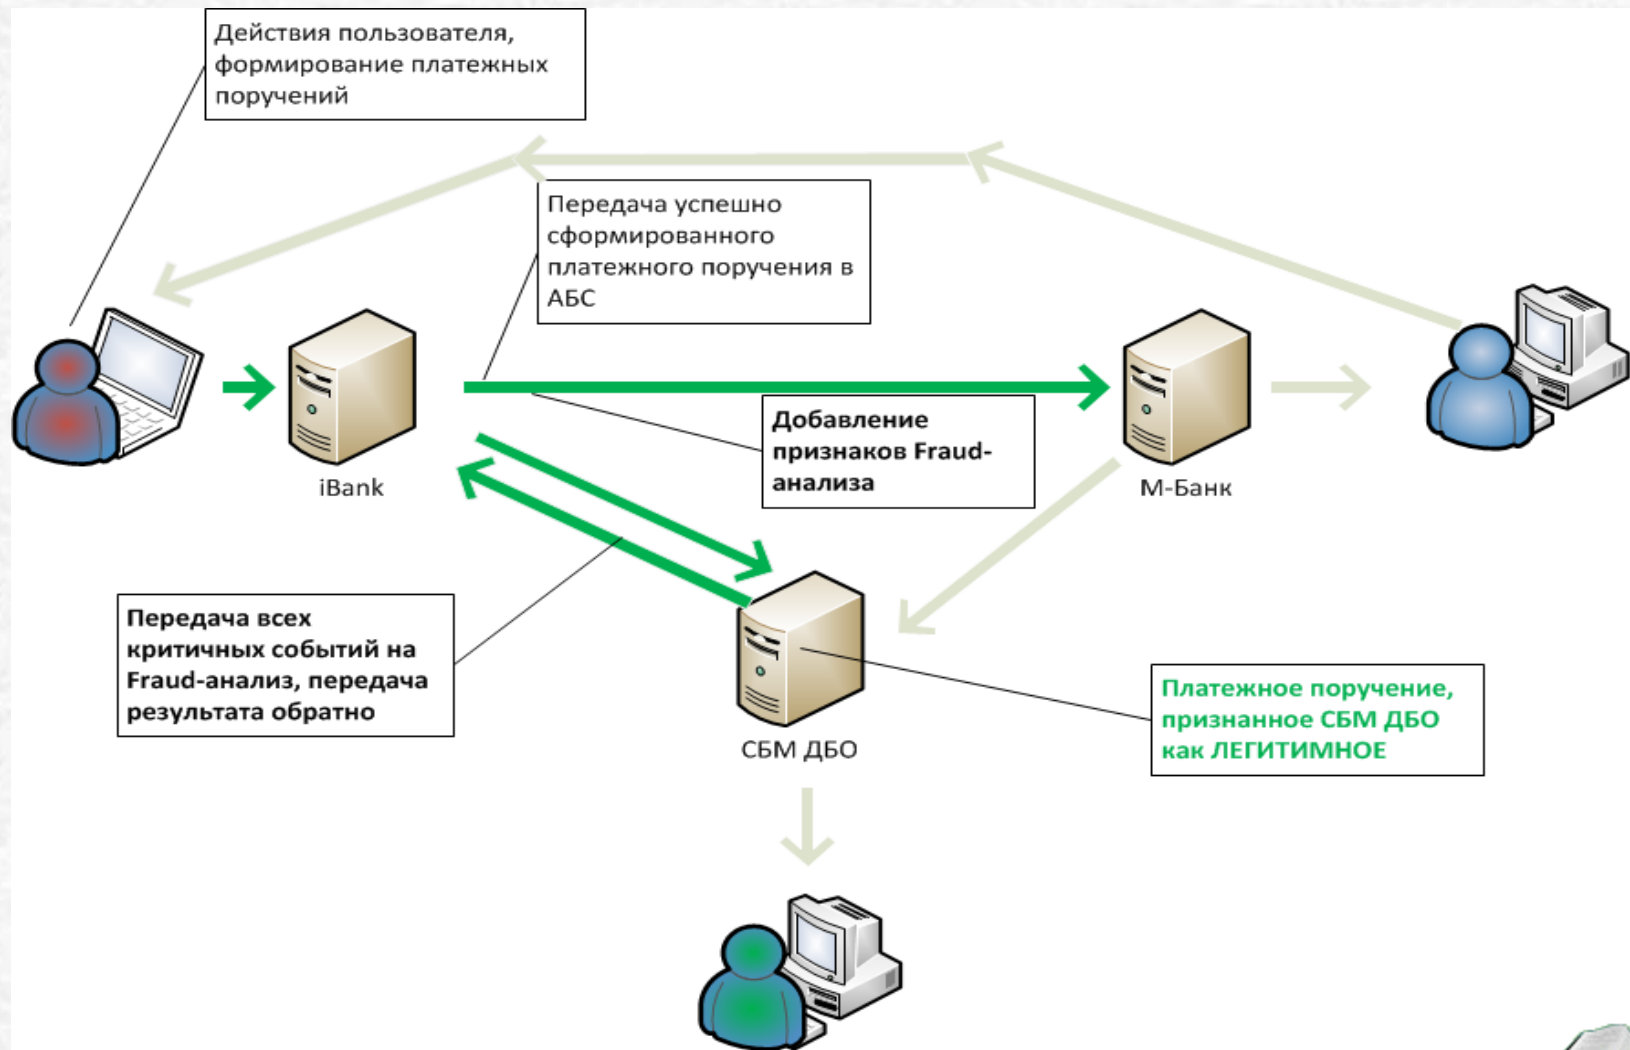 Действия пользователя,
формирование платежных
поручений
Передача успешно
сформированного
платежного поручения в
АБС
Добавление
признаков Fraud-
анализа
iBank
М-Банк
Передача всех
критичных событий на
Fraud-анализ, передача
результата обратно
СБМ ДБО
Платежное поручение,
признанное СБМ ДБО
как ЛЕГИТИМНОЕ